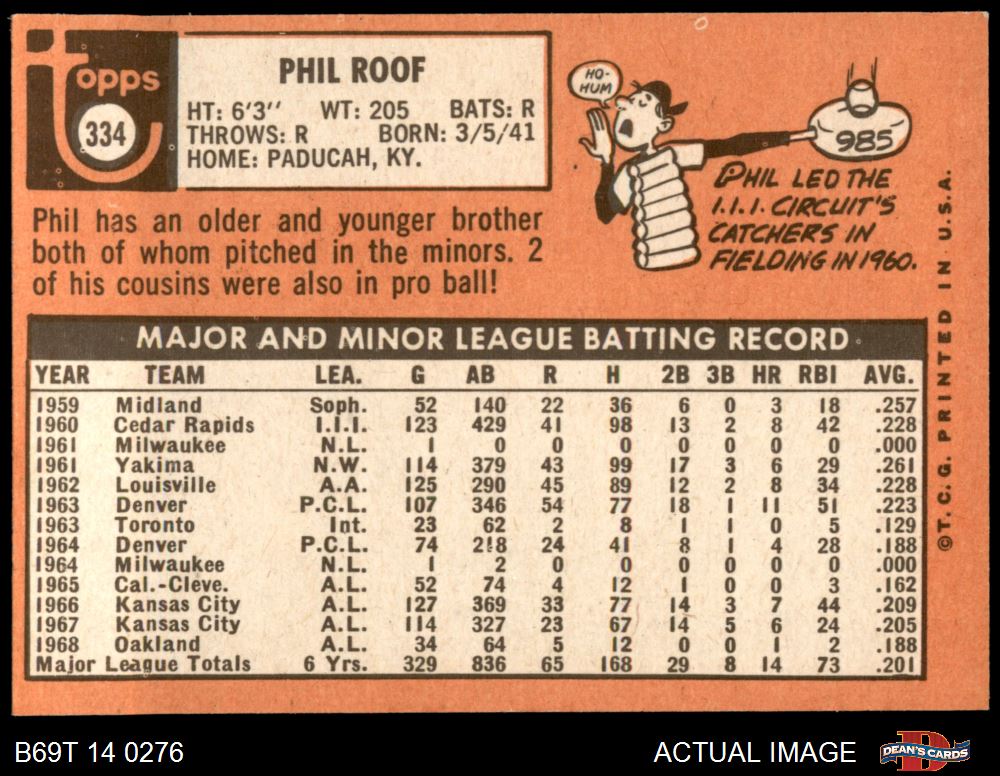 Topps
334
PHIL ROOF
HT: 6'3" WT: 205 BATS: R
THROWS: R BORN: 3/5/41
HOME: PADUCAH, KY.
HO-
HUM
985
PHIL LED THE
I.I.I. CIRCUIT'S
CATCHERS IN
FIELDING IN 1960.
Phil has an older and younger brother
both of whom pitched in the minors. 2
of his cousins were also in pro ball!
MAJOR AND MINOR LEAGUE BATTING RECORD
YEAR TEAM LEA. G AB R H 2B 3B HR RBI AVG.
1959 Midland Soph. 52 140 22 36 6 0 3 18 .257
1960 Cedar Rapids I.I.I. 123 429 41 98 13 2 8 42 .228
1961 Milwaukee N.L. 1 0 0 0 0 0 0 0 .000
1961 Yakima N.W. 114 379 43 99 17 3 6 29 .261
1962 Louisville A.A. 125 290 45 89 12 2 8 34 .228
1963 Denver P.C.L. 107 346 54 77 18 1 11 51 .223
1963 Toronto Int. 23 62 2 8 1 1 0 5 .129
1964 Denver P.C.L. 74 218 24 41 8 1 4 28 .188
1964 Milwaukee N.L. 1 2 0 0 0 0 0 0 .000
1965 Cal.-Cleve. A.L. 52 74 4 12 1 0 0 3 .162
1966 Kansas City A.L. 127 369 33 77 14 3 7 44 .209
1967 Kansas City A.L. 114 327 23 67 14 5 6 24 .205
1968 Oakland A.L. 34 64 5 12 0 0 1 2 .188
Major League Totals 6 Yrs. 329 836 65 168 29 8 14 73 .201
©T. C. G. PRINTED IN U.S.A.
B69T 14 0276
ACTUAL IMAGE
D
DEAN'S CARDS